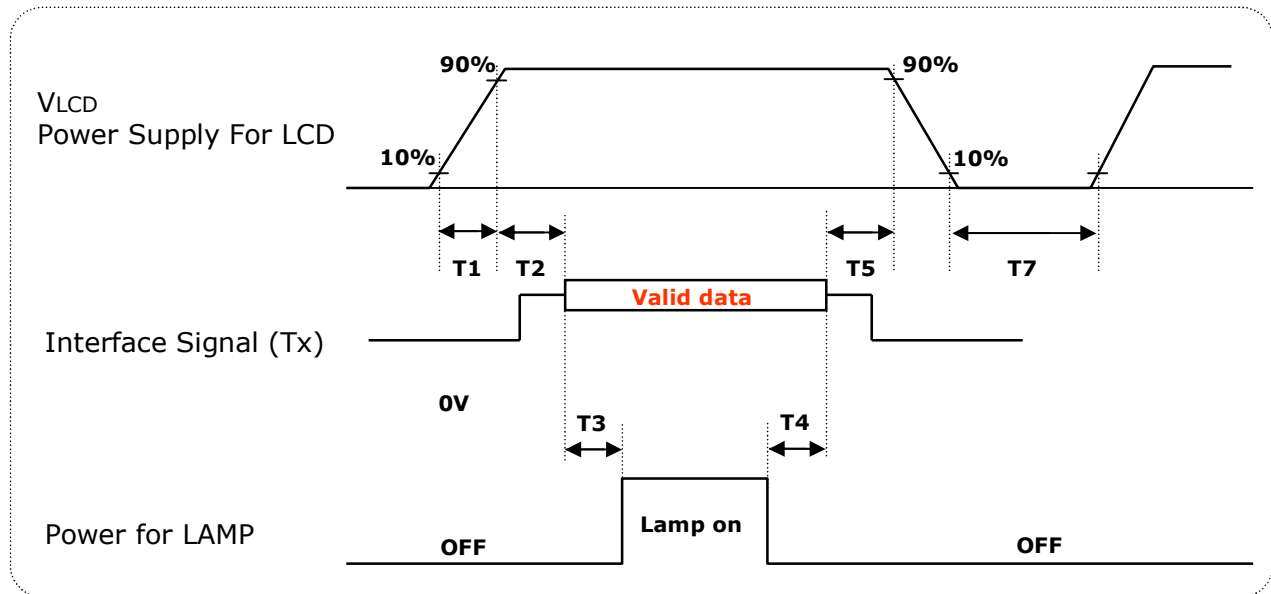 90%
90%
VLCD
Power Supply For LCD
10%
10%
T1
T2
T5
T7
Valid data
Interface Signal (Tx)
0V
T3
T4
Lamp on
Power for LAMP
OFF
OFF